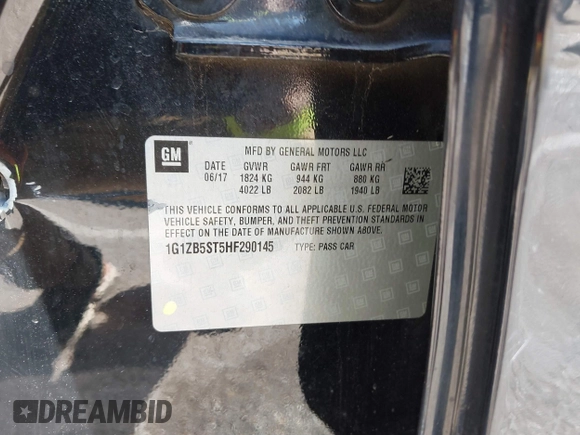 GM
MFD BY GENERAL MOTORS LLC
DATE GVWR GAWR FRT GAWR RR
06/17 1824 KG 944 KG 880 KG
4022 LB 2082 LB 1940 LB
THIS VEHICLE CONFORMS TO ALL APPLICABLE U.S. FEDERAL MOTOR
VEHICLE SAFETY, BUMPER, AND THEFT PREVENTION STANDARDS IN
EFFECT ON THE DATE OF MANUFACTURE SHOWN ABOVE.
1G1ZB5ST5HF290145 TYPE: PASS CAR
DREAMBID